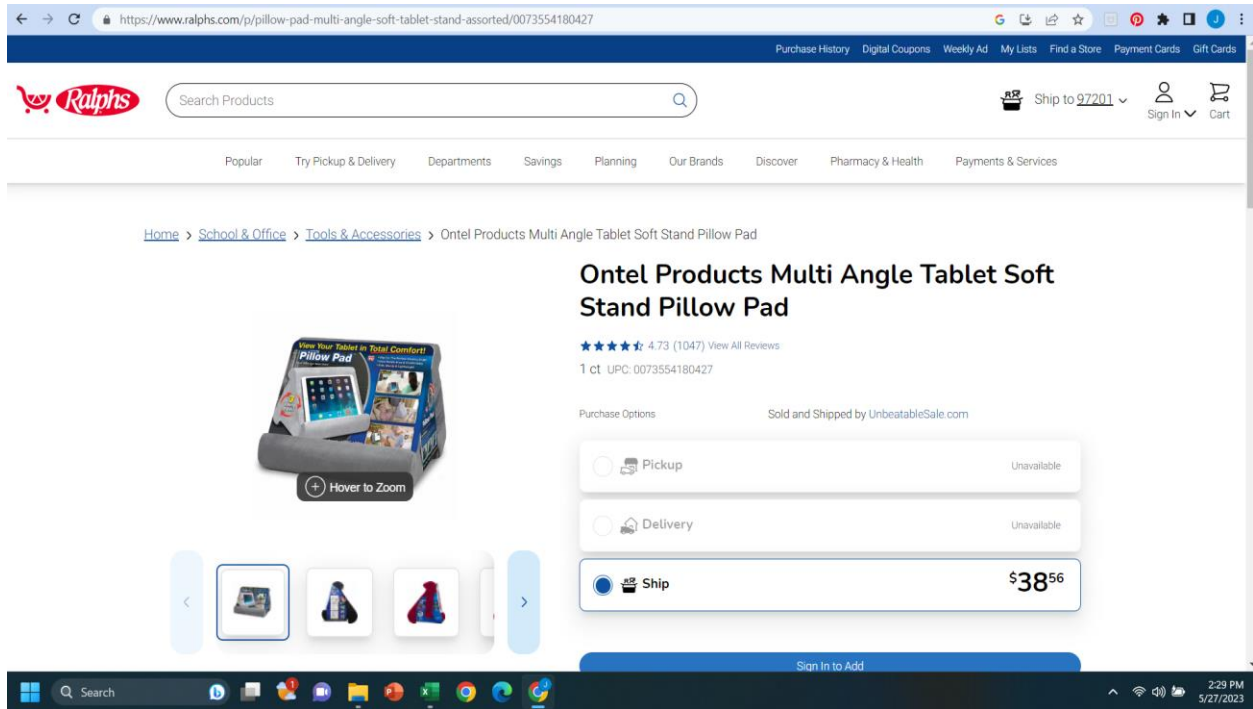 https://www.ralphs.com/p/pillow-pad-multi-angle-soft-tablet-stand-assorted/0073554180427
Purchase History Digital Coupons Weekly Ad My Lists Find a Store Payment Cards Gift Cards
Ralphs
Search Products
Ship to 97201
Sign In
Cart
Popular Try Pickup & Delivery Departments Savings Planning Our Brands Discover Pharmacy & Health Payments & Services
Home > School & Office > Tools & Accessories > Ontel Products Multi Angle Tablet Soft Stand Pillow Pad
Ontel Products Multi Angle Tablet Soft
Stand Pillow Pad
4.73 (1047) View All Reviews
1 ct UPC: 0073554180427
Purchase Options Sold and Shipped by UnbeatableSale.com
View Your Tablet in Total Comfort!
Pillow Pad
Hover to Zoom
Pickup Unavailable
Delivery Unavailable
Ship $38 56
Sign In to Add
Search
2:29 PM
5/27/2023